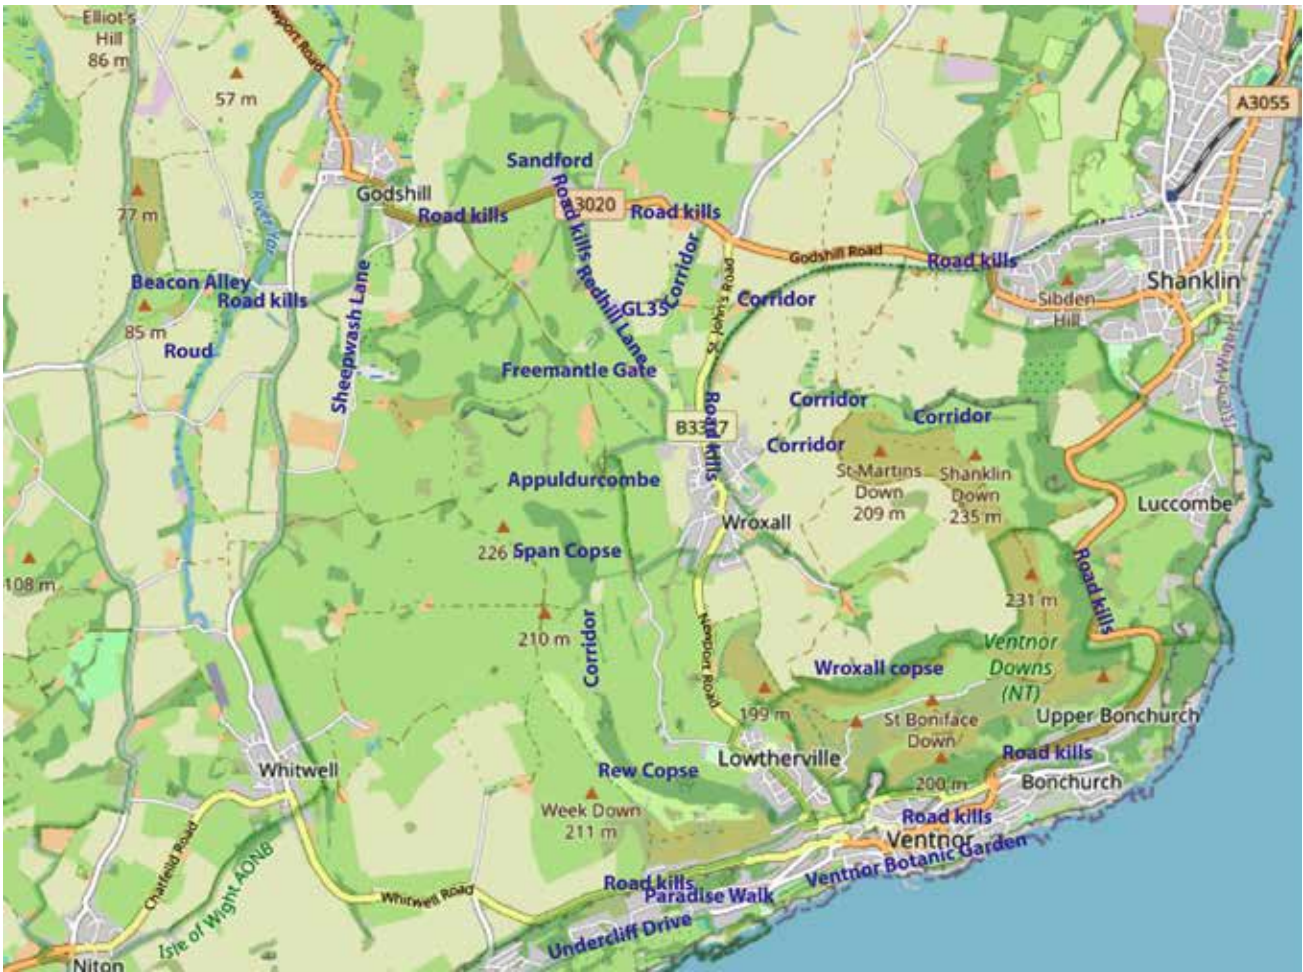 Elliot's
Hill
86 m
57 m
Newport Road
A3055
Sandford
Godshill
77 m
River Yar
Road kills
Road kills
A3020
Road kills
Corridor
Godshill Road
Road kills
Shanklin
Beacon Alley
Road kills
Sheepwash Lane
Redhill Lane
GL35
St John's Road
Corridor
Sibden
Hill
85 m
Roud
Freemantle Gate
Corridor
Corridor
B3327
Road kills
Corridor
Appuldurcombe
St Martins
Down
209 m
Shanklin
Down
235 m
Luccombe
Wroxall
226
Span Copse
108 m
231 m
Road kills
210 m
Corridor
Newport Road
Ventnor
Downs
(NT)
Wroxall copse
199 m
St Boniface
Down
Upper Bonchurch
Whitwell
Rew Copse
Lowtherville
Road kills
Bonchurch
200 m
Week Down
211 m
Road kills
Ventnor
Ventnor Botanic Garden
Chatfeild Road
Isle of Wight AONB
Whitwell Road
Road kills
Paradise Walk
Undercliff Drive
Niton